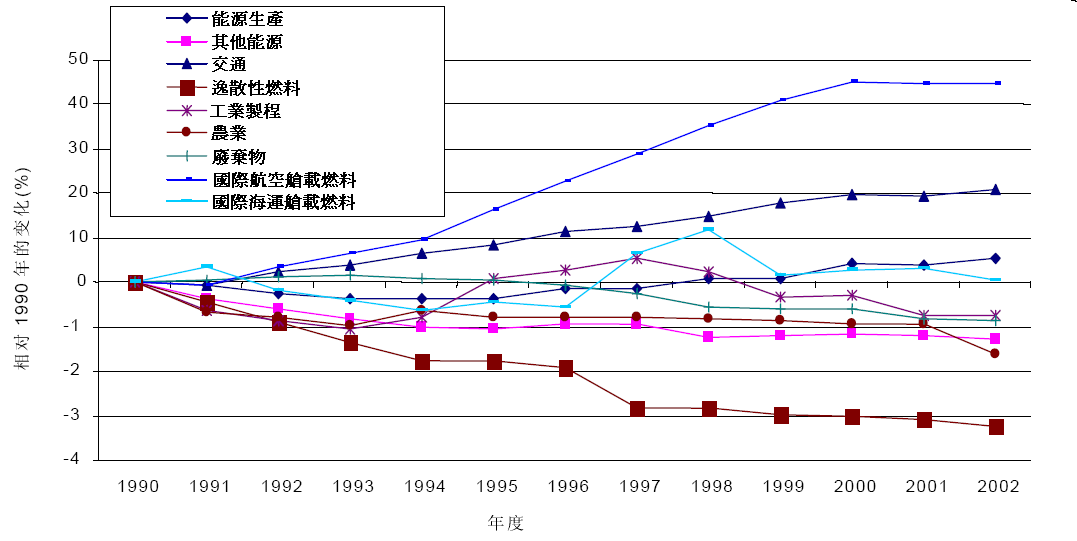 能源生產
其他能源
交通
逸散性燃料
工業製程
農業
廢棄物
國際航空艙載燃料
國際海運艙載燃料
50
40
30
20
10
0
-1
-2
-3
-4
相对 1990 年的变化(%)
1990 1991 1992 1993 1994 1995 1996 1997 1998 1999 2000 2001 2002
年度